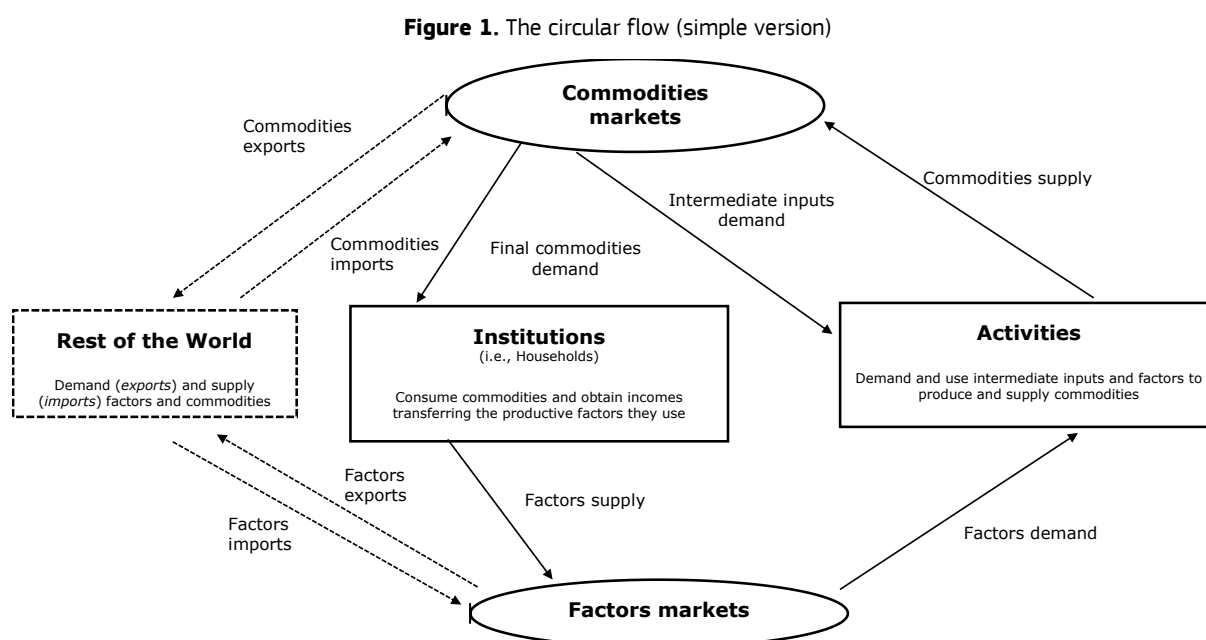 Figure 1. The circular flow (simple version)
Commodities
markets
Commodities
exports
Commodities supply
Intermediate inputs
demand
Commodities
imports
Final commodities
demand
Rest of the World
Demand (exports) and supply
(imports) factors and commodities
Institutions
(i.e., Households)
Consume commodities and obtain incomes
transferring the productive factors they use
Activities
Demand and use intermediate inputs and factors to
produce and supply commodities
Factors
exports
Factors supply
Factors
imports
Factors demand
Factors markets